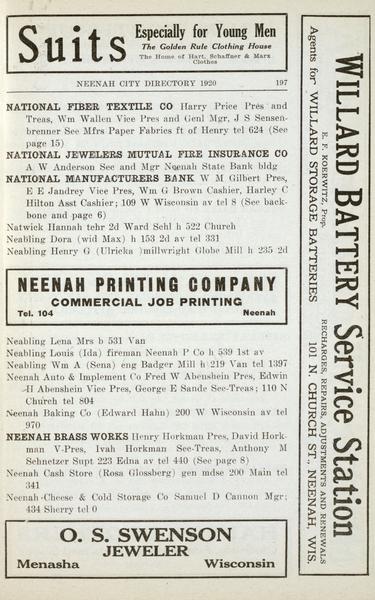 Suits
Especially for Young Men
The Golden Rule Clothing House
The Home of Hart, Schaffner & Marx
Clothes
NEENAH CITY DIRECTORY 1920 197
NATIONAL FIBER TEXTILE CO Harry Price Pres and
Treas, Wm Wallen Vice Pres and Genl Mgr, J S Sensen-
brenner Sec Mfrs Paper Fabrics ft of Henry tel 624 (See
page 15)
NATIONAL JEWELERS MUTUAL FIRE INSURANCE CO
A W Anderson Sec and Mgr Neenah State Bank bldg
NATIONAL MANUFACTURERS BANK W M Gilbert Pres,
E E Jandrey Vice Pres, Wm G Brown Cashier, Harley C
Hilton Asst Cashier; 109 W Wisconsin av tel 8 (See back-
bone and page 6)
Natwick Hannah tchr 2d Ward Schl h 522 Church
Neabling Dora (wid Max) h 153 2d av tel 331
Neabling Henry G (Ulricka )millwright Globe Mill h 235 2d
NEENAH PRINTING COMPANY
COMMERCIAL JOB PRINTING
Tel. 104 Neenah
Neabling Lena Mrs b 531 Van
Neabling Louis (Ida) fireman Neenah P Co h 539 1st av
Neabling Wm A (Sena) eng Badger Mill h 219 Van tel 1397
Neenah Auto & Implement Co Fred W Abenshein Pres, Edwin
H Abenshein Vice Pres, George E Sande Sec-Treas; 110 N
Church tel 804
Neenah Baking Co (Edward Hahn) 200 W Wisconsin av tel
970
NEENAH BRASS WORKS Henry Horkman Pres, David Hork-
man V-Pres, Ivah Horkman Sec-Treas, Anthony M
Schnetzer Supt 223 Edna av tel 440 (See page 8)
Neenah Cash Store (Rosa Glossberg) gen mdse 200 Main tel
341
Neenah Cheese & Cold Storage Co Samuel D Cannon Mgr;
434 Sherry tel 0
O. S. SWENSON
JEWELER
Menasha Wisconsin
WILLARD BATTERY Service Station
E. F. KOERWITZ, Prop.
RECHARGES, REPAIRS, ADJUSTMENTS AND RENEWALS
Agents for WILLARD STORAGE BATTERIES
101 N. CHURCH ST., NEENAH, WIS.